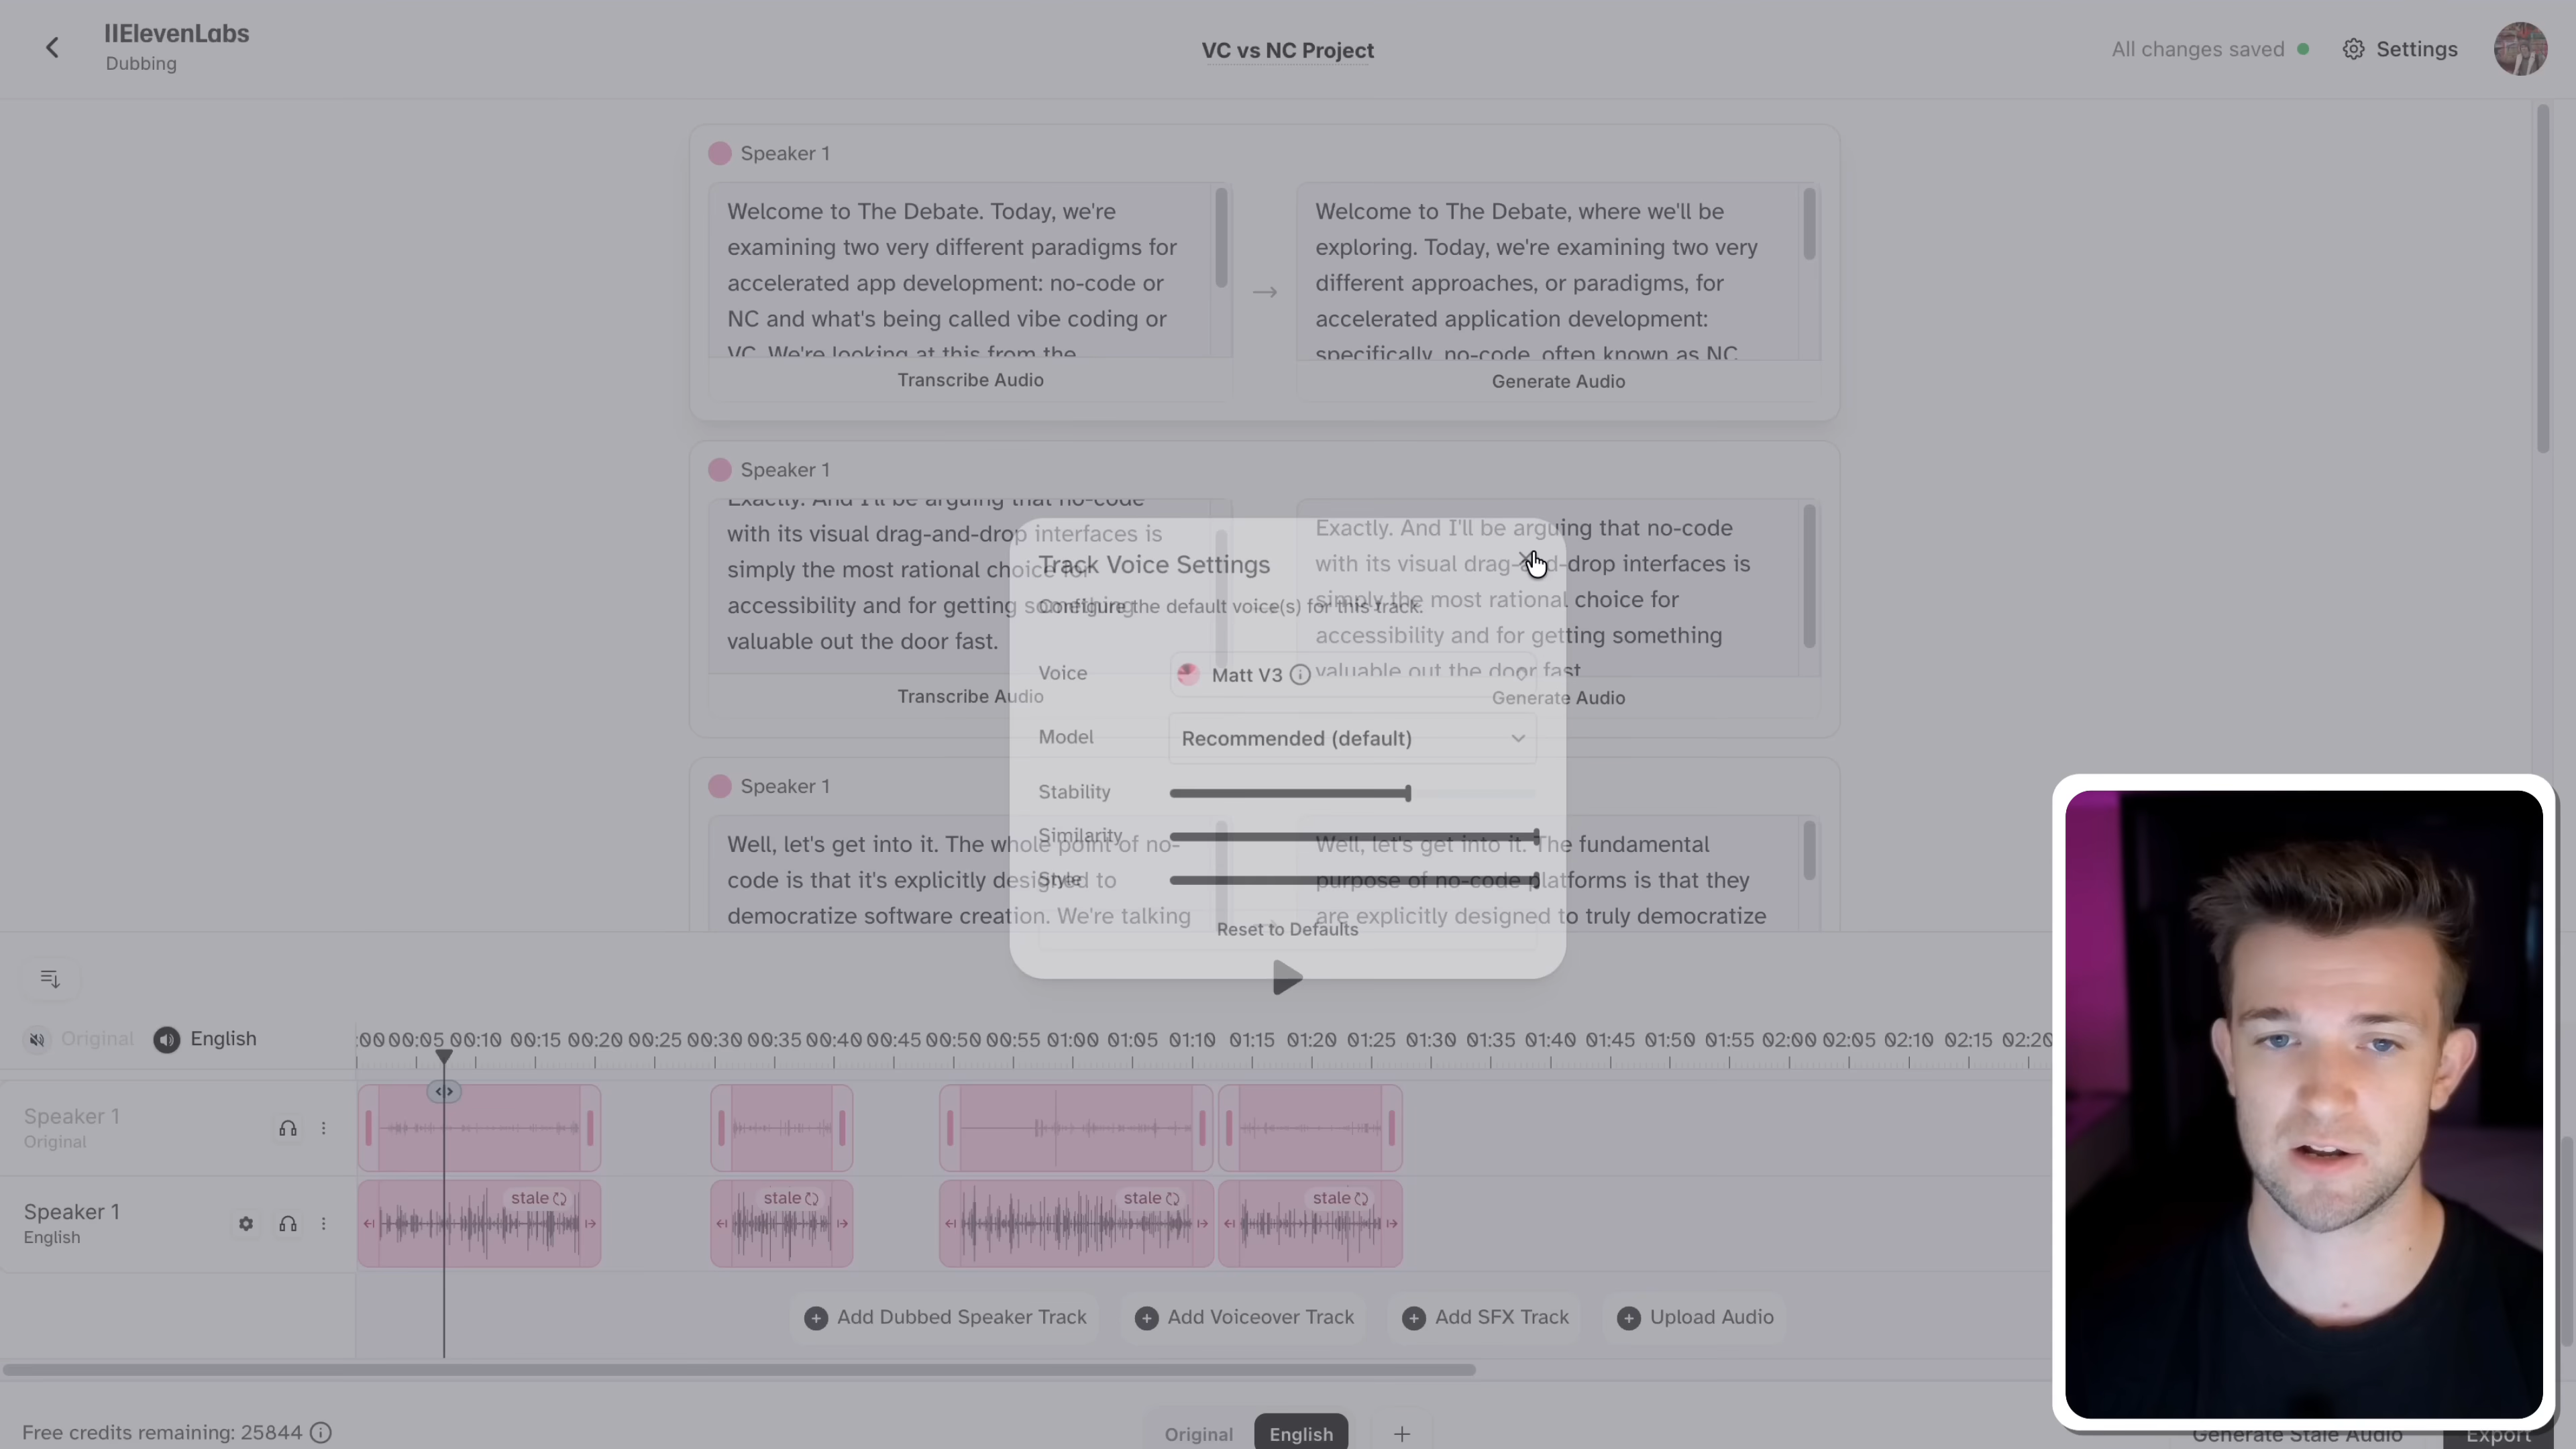 IIElevenLabs
Dubbing
VC vs NC Project
All changes saved
Settings
Speaker 1
Welcome to The Debate. Today, we're
examining two very different paradigms for
accelerated app development: no-code or
NC and what's being called vibe coding or
VC. We're looking at this from the
Transcribe Audio
Welcome to The Debate, where we'll be
exploring. Today, we're examining two very
different approaches, or paradigms, for
accelerated application development:
specifically, no-code, often known as NC
Generate Audio
Speaker 1
Exactly. And I'll be arguing that no-code
with its visual drag-and-drop interfaces is
simply the most rational choice for
accessibility and for getting something
valuable out the door fast.
Transcribe Audio
Exactly. And I'll be arguing that no-code
with its visual drag-and-drop interfaces is
simply the most rational choice for
accessibility and for getting something
valuable out the door fast
Generate Audio
Track Voice Settings
Configure the default voice(s) for this track.
Voice
Matt V3
Model
Recommended (default)
Stability
Similarity
Style
Reset to Defaults
Speaker 1
Well, let's get into it. The whole point of no-
code is that it's explicitly designed to
democratize software creation. We're talking
Well, let's get into it. The fundamental
purpose of no-code platforms is that they
are explicitly designed to truly democratize
Original
English
:00 00:05 00:10 00:15 00:20 00:25 00:30 00:35 00:40 00:45 00:50 00:55 01:00 01:05 01:10 01:15 01:20 01:25 01:30 01:35 01:40 01:45 01:50 01:55 02:00 02:05 02:10 02:15 02:20
Speaker 1
Original
Speaker 1
English
stale
stale
stale
stale
Add Dubbed Speaker Track
Add Voiceover Track
Add SFX Track
Upload Audio
Free credits remaining: 25844
Original
English
Generate Stale Audio
Export